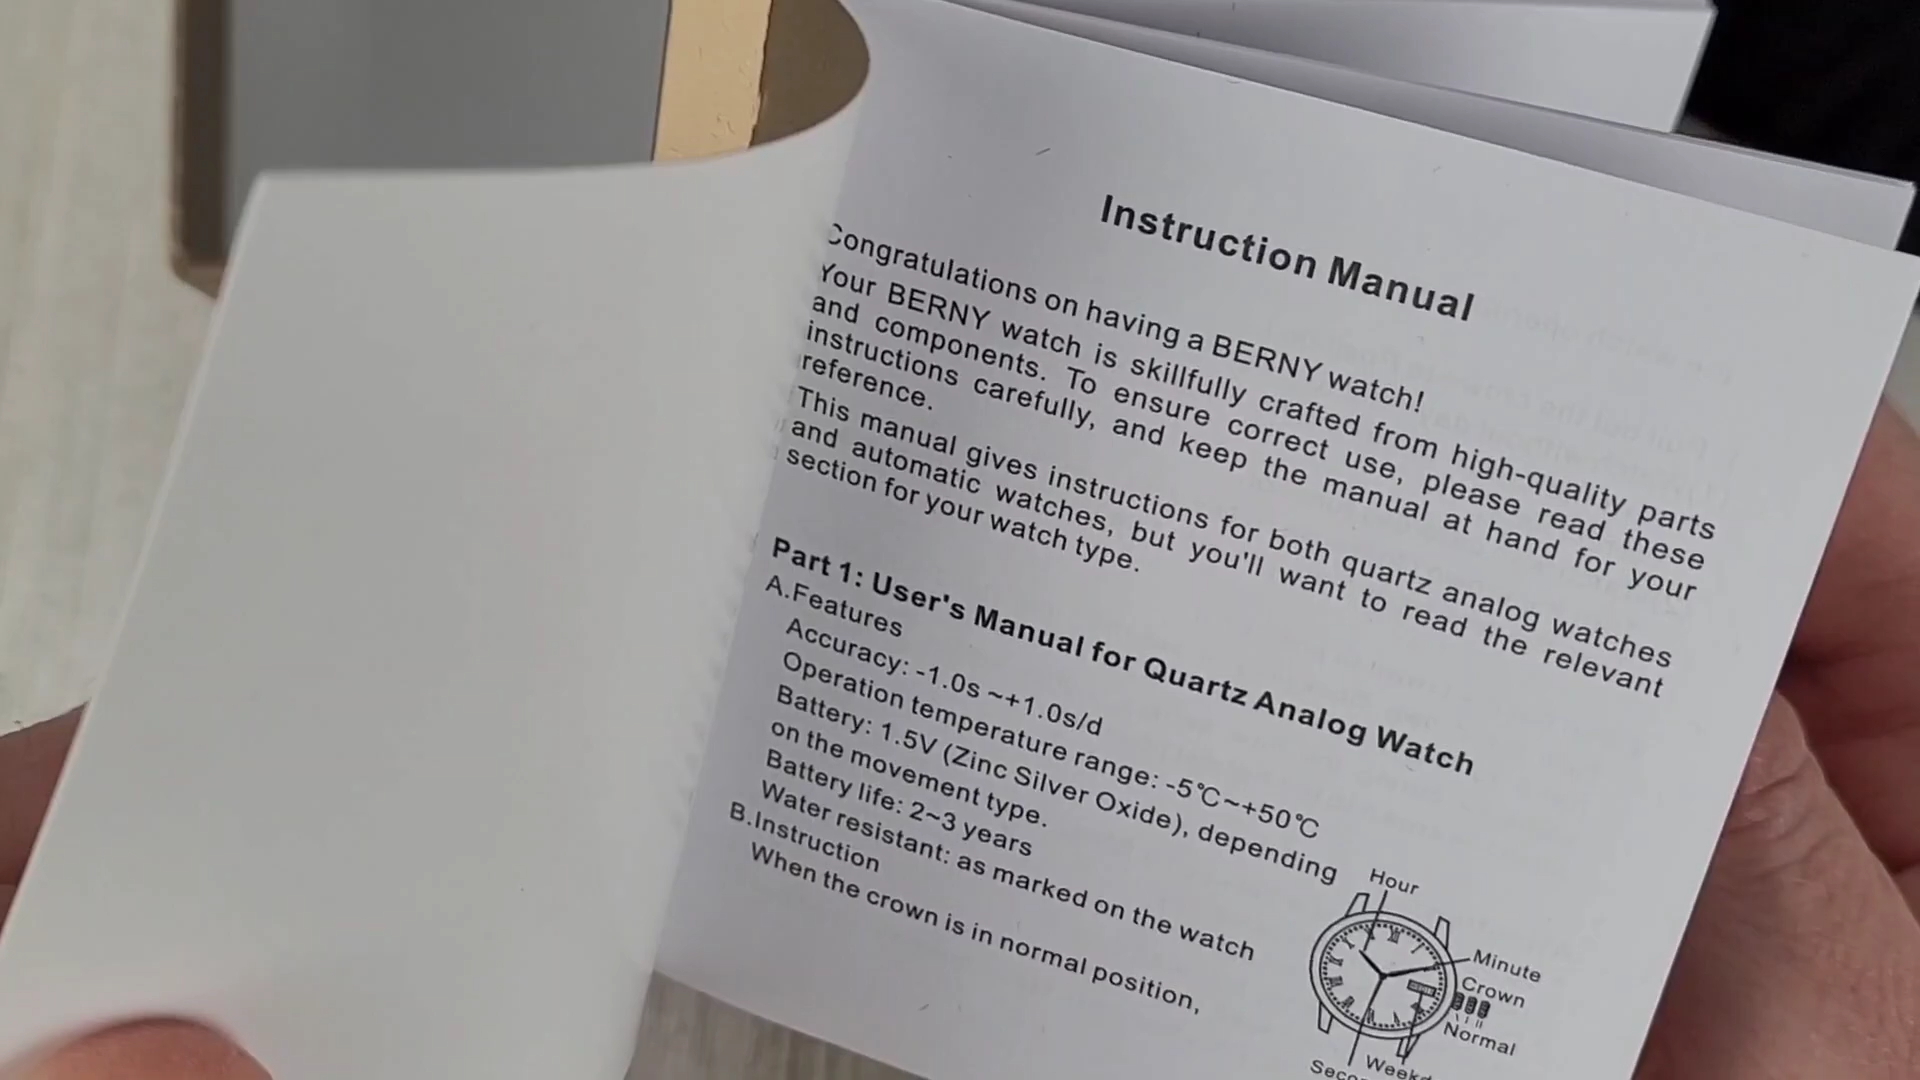 Instruction Manual
Congratulations on having a BERNY watch!
Your BERNY watch is skillfully crafted from high-quality parts
and components. To ensure correct use, please read these
instructions carefully, and keep the manual at hand for your
reference.
This manual gives instructions for both quartz analog watches
and automatic watches, but you'll want to read the relevant
section for your watch type.
Part 1: User's Manual for Quartz Analog Watch
A.Features
Accuracy: -1.0s ~+1.0s/d
Operation temperature range: -5℃~+50℃
Battery: 1.5V (Zinc Silver Oxide), depending
on the movement type.
Battery life: 2~3 years
Water resistant: as marked on the watch
B.Instruction
When the crown is in normal position,
Hour
Minute
Crown
Normal